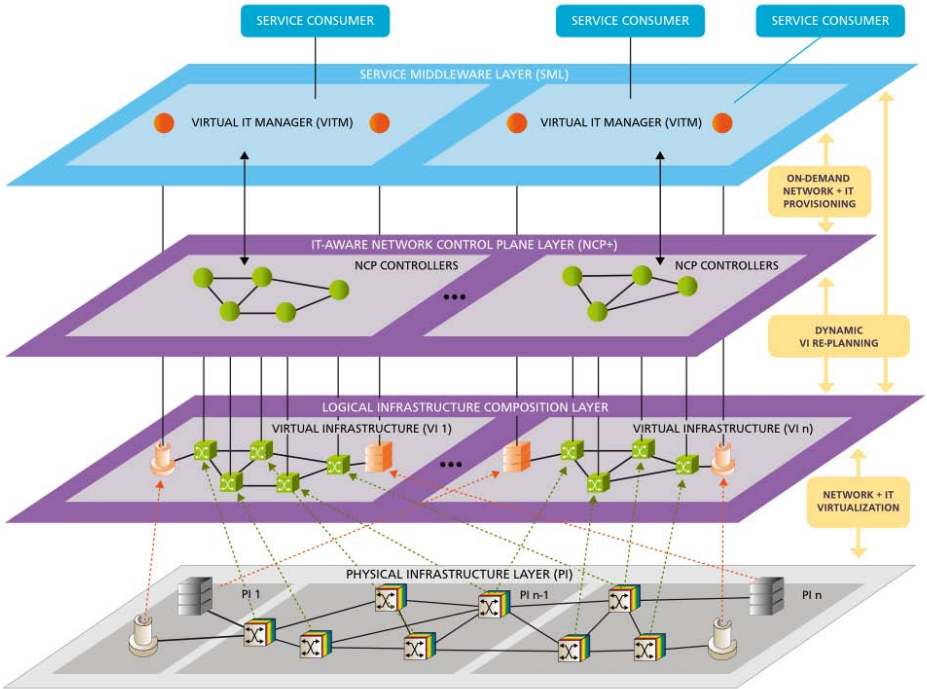 SERVICE CONSUMER
SERVICE CONSUMER
SERVICE CONSUMER
SERVICE MIDDLEWARE LAYER (SML)
VIRTUAL IT MANAGER (VITM)
VIRTUAL IT MANAGER (VITM)
ON-DEMAND
NETWORK + IT
PROVISIONING
IT-AWARE NETWORK CONTROL PLANE LAYER (NCP+)
NCP CONTROLLERS
NCP CONTROLLERS
...
DYNAMIC
VI RE-PLANNING
LOGICAL INFRASTRUCTURE COMPOSITION LAYER
VIRTUAL INFRASTRUCTURE (VI 1)
VIRTUAL INFRASTRUCTURE (VI n)
...
NETWORK + IT
VIRTUALIZATION
PHYSICAL INFRASTRUCTURE LAYER (PI)
PI 1
PI n-1
PI n